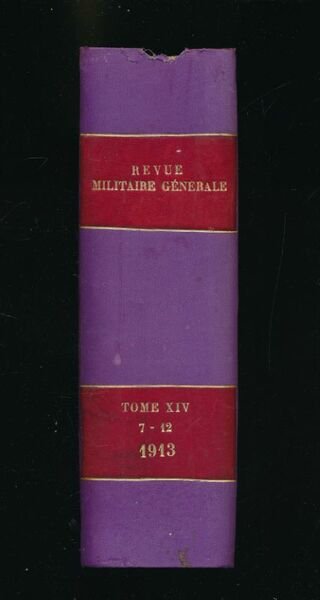 REVUE
MILITAIRE GÉNÉRALE
TOME XIV
7 - 12
1913